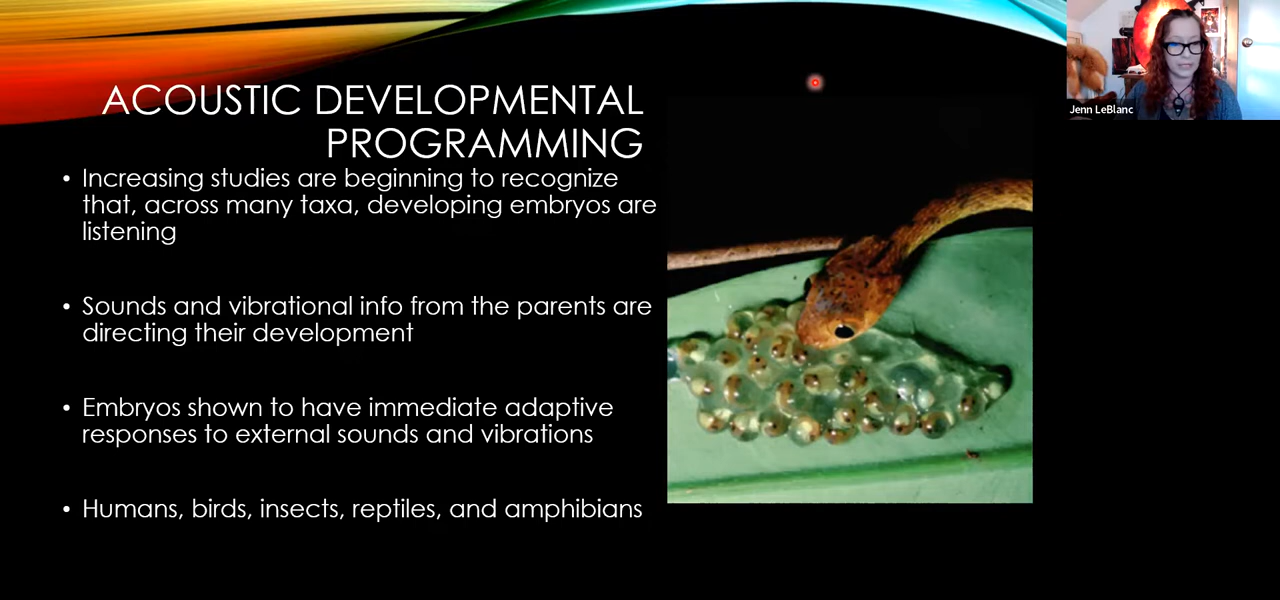 ACOUSTIC DEVELOPMENTAL
PROGRAMMING
• Increasing studies are beginning to recognize
that, across many taxa, developing embryos are
listening
• Sounds and vibrational info from the parents are
directing their development
• Embryos shown to have immediate adaptive
responses to external sounds and vibrations
• Humans, birds, insects, reptiles, and amphibians
Jenn LeBlanc